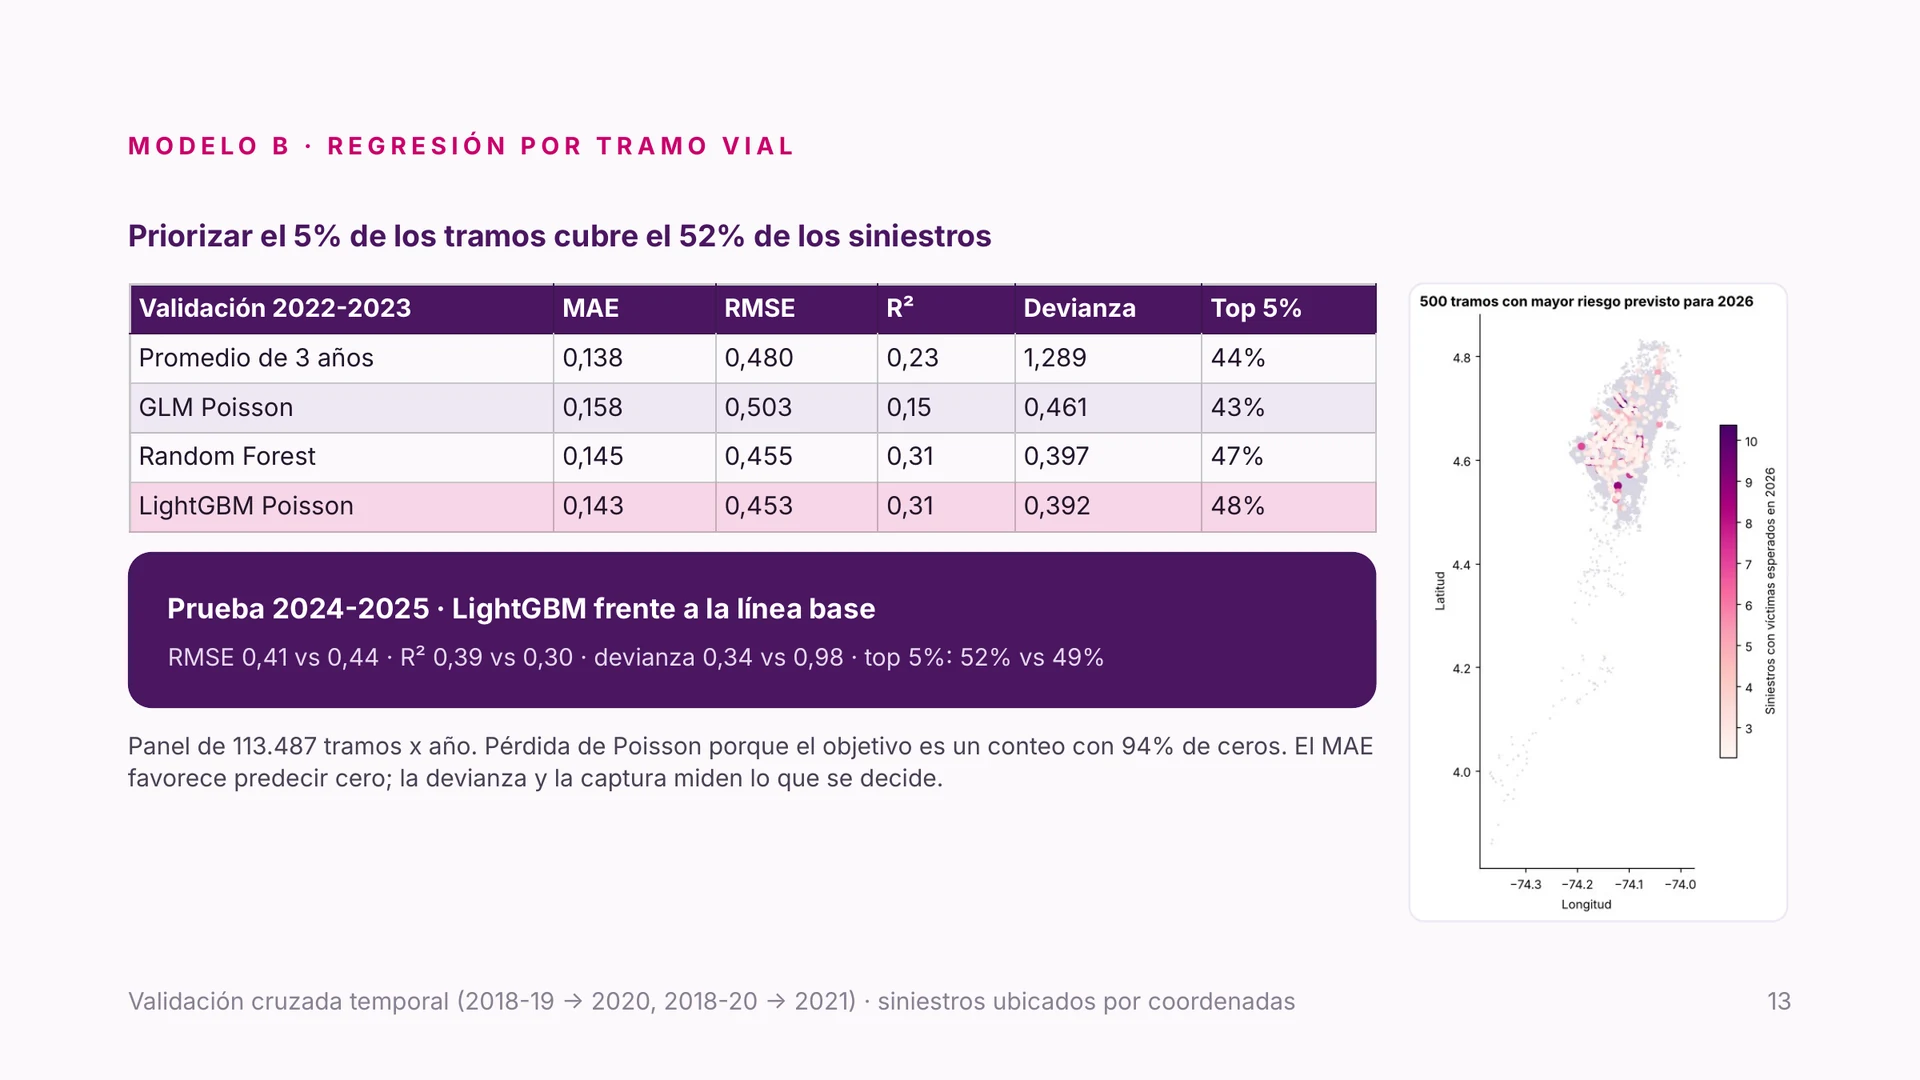 MODELO B · REGRESIÓN POR TRAMO VIAL
Priorizar el 5% de los tramos cubre el 52% de los siniestros
Validación 2022-2023 MAE RMSE R² Devianza Top 5%
Promedio de 3 años 0,138 0,480 0,23 1,289 44%
GLM Poisson 0,158 0,503 0,15 0,461 43%
Random Forest 0,145 0,455 0,31 0,397 47%
LightGBM Poisson 0,143 0,453 0,31 0,392 48%
Prueba 2024-2025 · LightGBM frente a la línea base
RMSE 0,41 vs 0,44 · R² 0,39 vs 0,30 · devianza 0,34 vs 0,98 · top 5%: 52% vs 49%
Panel de 113.487 tramos x año. Pérdida de Poisson porque el objetivo es un conteo con 94% de ceros. El MAE
favorece predecir cero; la devianza y la captura miden lo que se decide.
500 tramos con mayor riesgo previsto para 2026
4.8
4.6
4.4
4.2
4.0
Latitud
−74.3 −74.2 −74.1 −74.0
Longitud
10
9
8
7
6
5
4
3
Siniestros con víctimas esperados en 2026
Validación cruzada temporal (2018-19 → 2020, 2018-20 → 2021) · siniestros ubicados por coordenadas
13